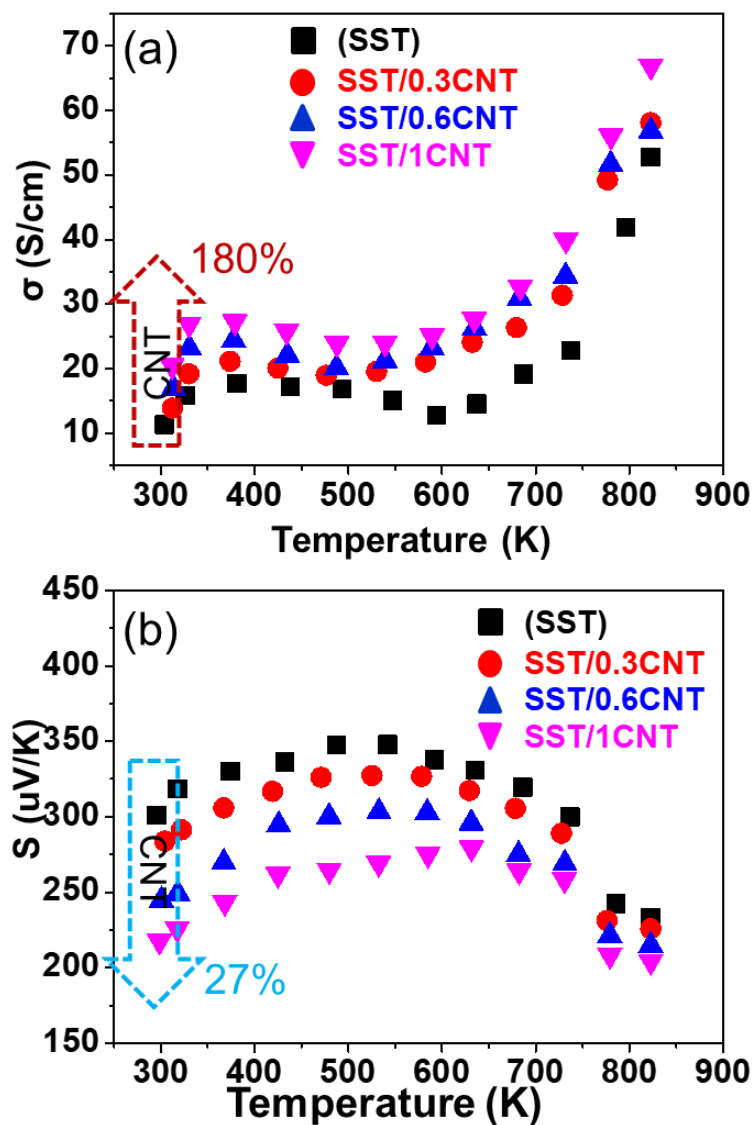 (a)
(SST)
SST/0.3CNT
SST/0.6CNT
SST/1CNT
70
60
50
40
30
20
10
σ (S/cm)
180%
CNT
300 400 500 600 700 800 900
Temperature (K)
(b)
(SST)
SST/0.3CNT
SST/0.6CNT
SST/1CNT
450
400
350
300
250
200
150
S (uV/K)
CNT
27%
300 400 500 600 700 800 900
Temperature (K)